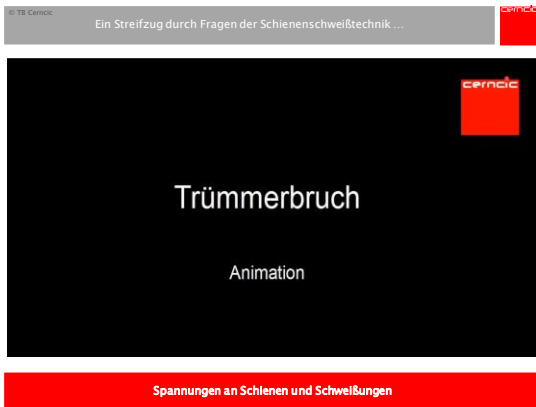 © TB Cerncic
cerncic
Ein Streifzug durch Fragen der Schienenschweißtechnik ...
cerncic
Trümmerbruch
Animation
Spannungen an Schienen und Schweißungen